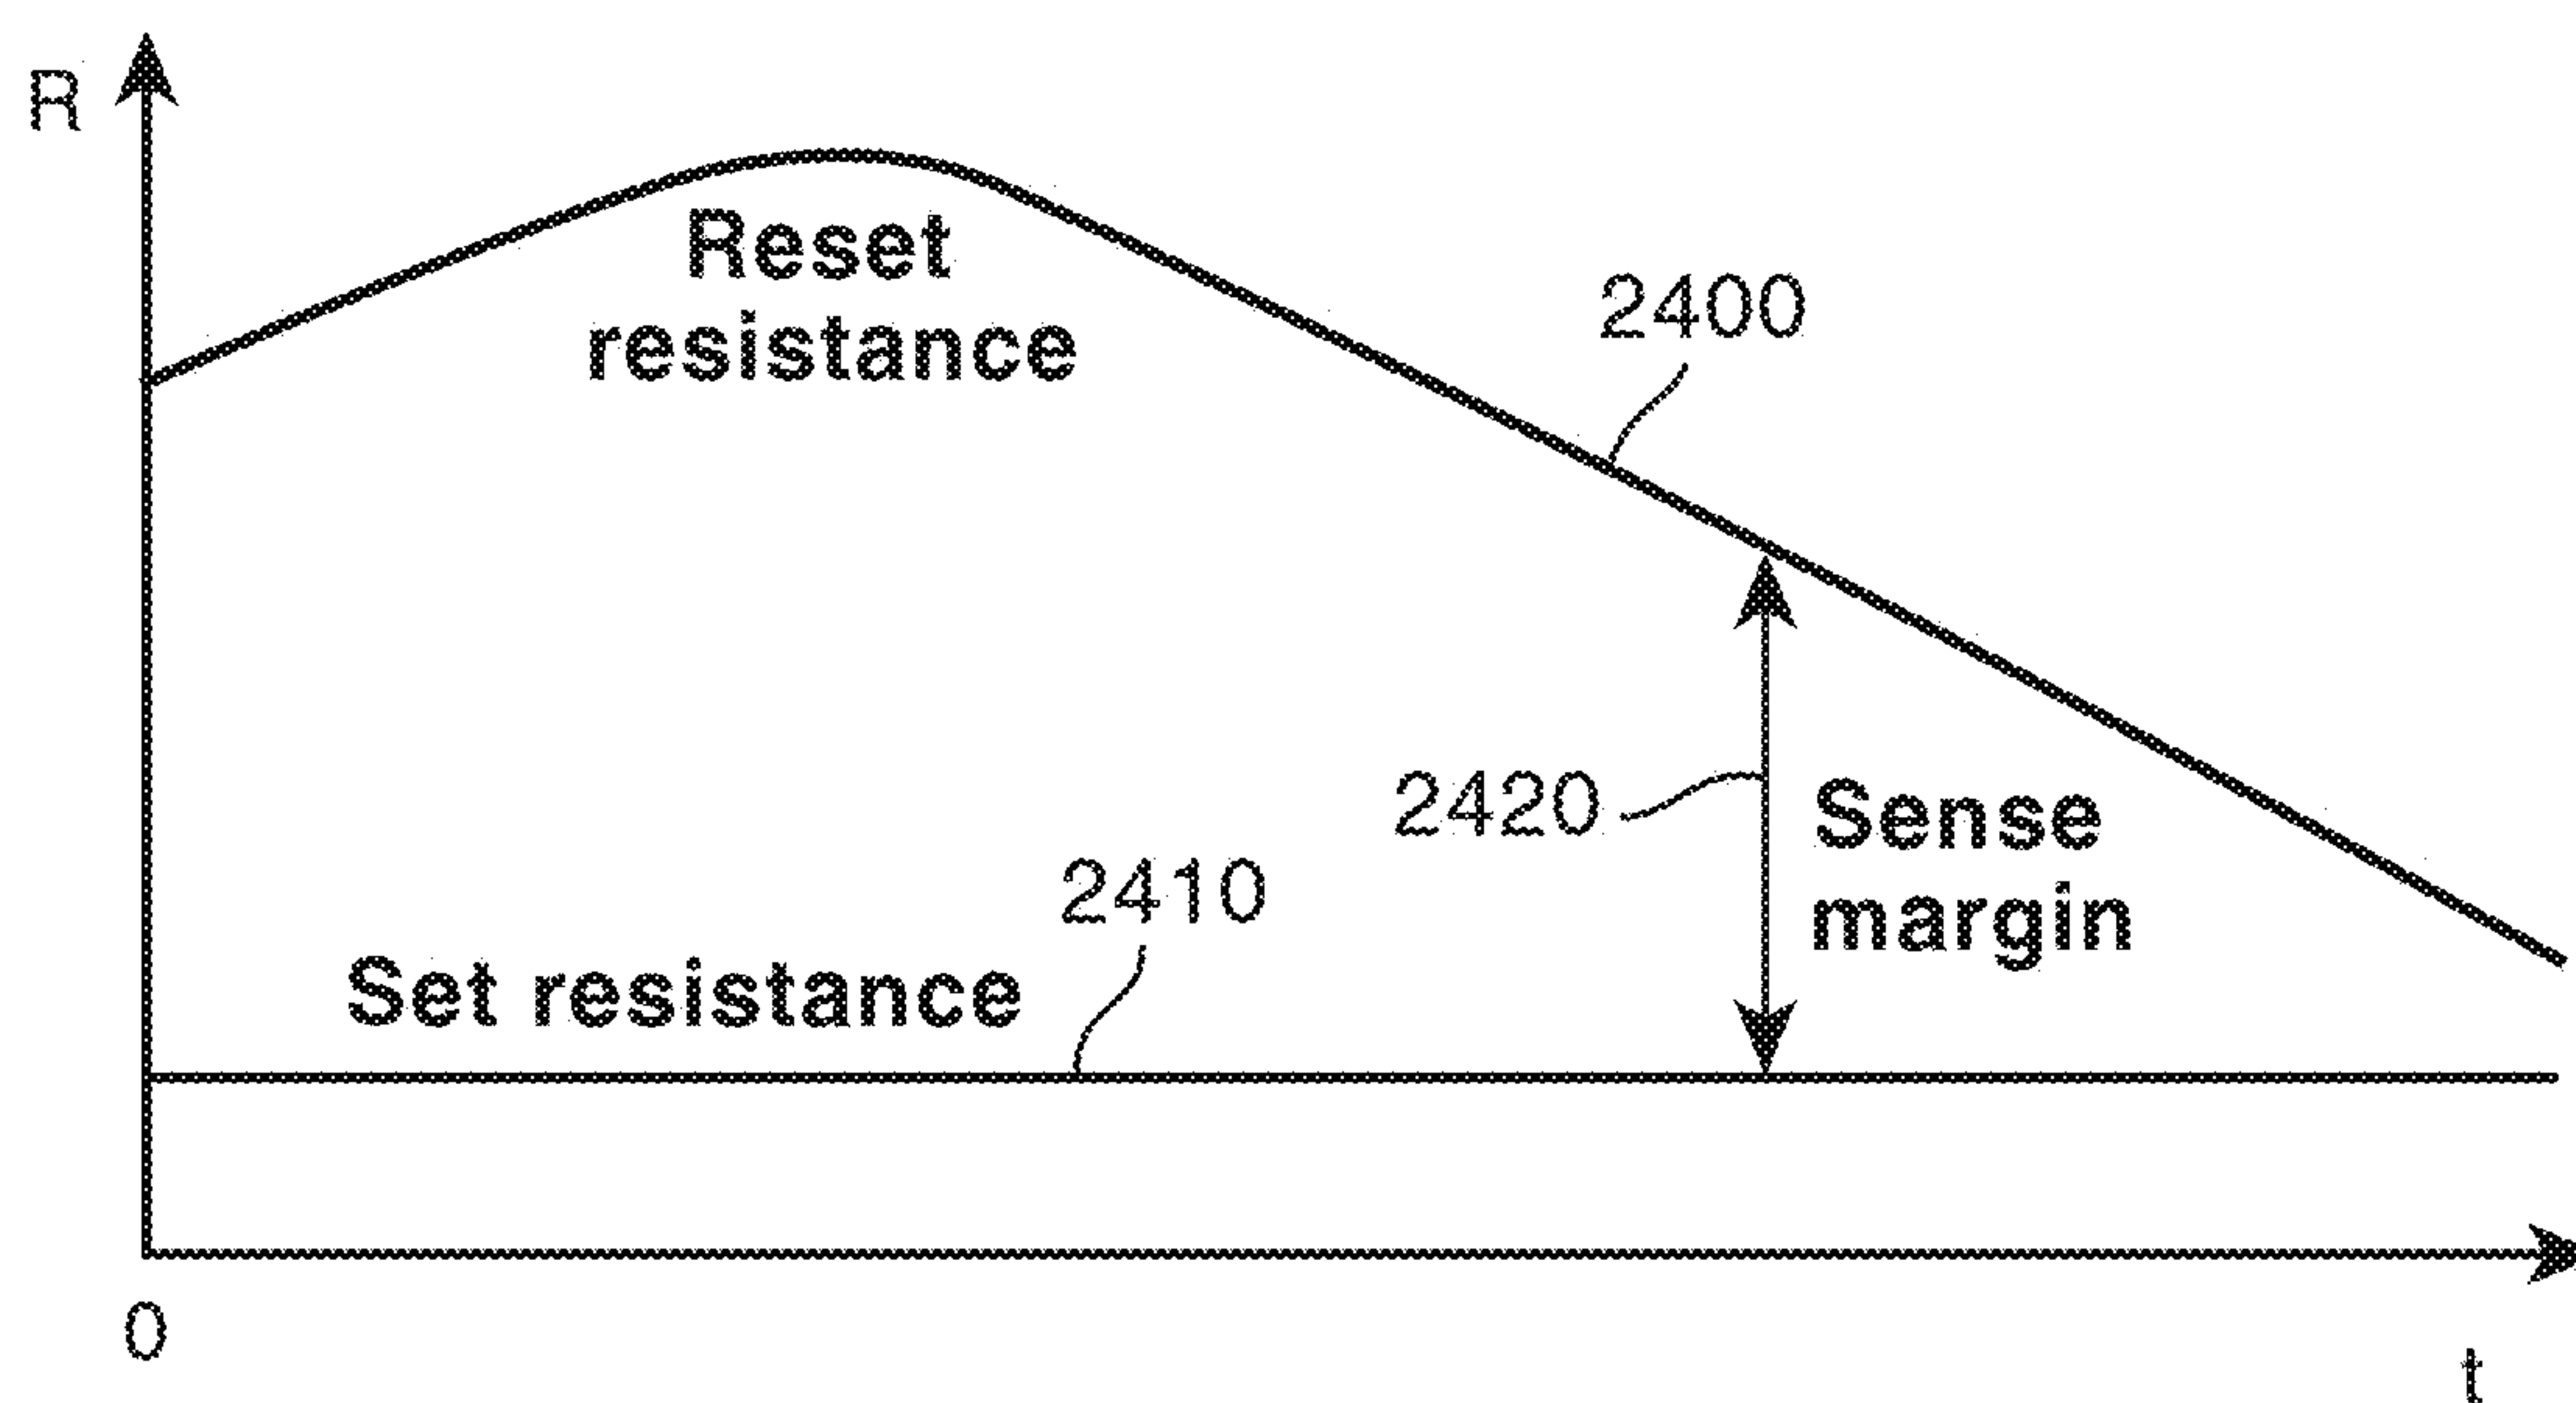 R
Reset
resistance
2400
2420
Sense
margin
2410
Set resistance
0
t